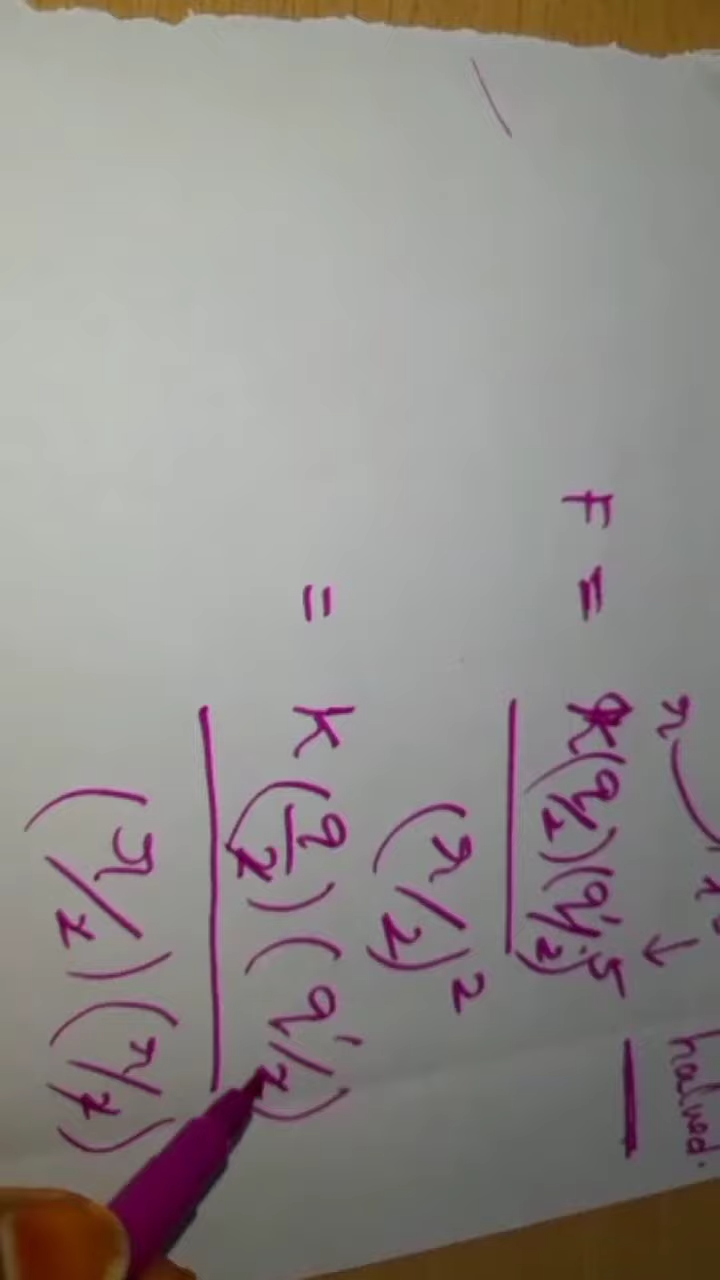 r
halved.
F = K(q/2)(q'/2)
(r/2)²
= K (q/2) (q'/2)
(r/2) (r/2)